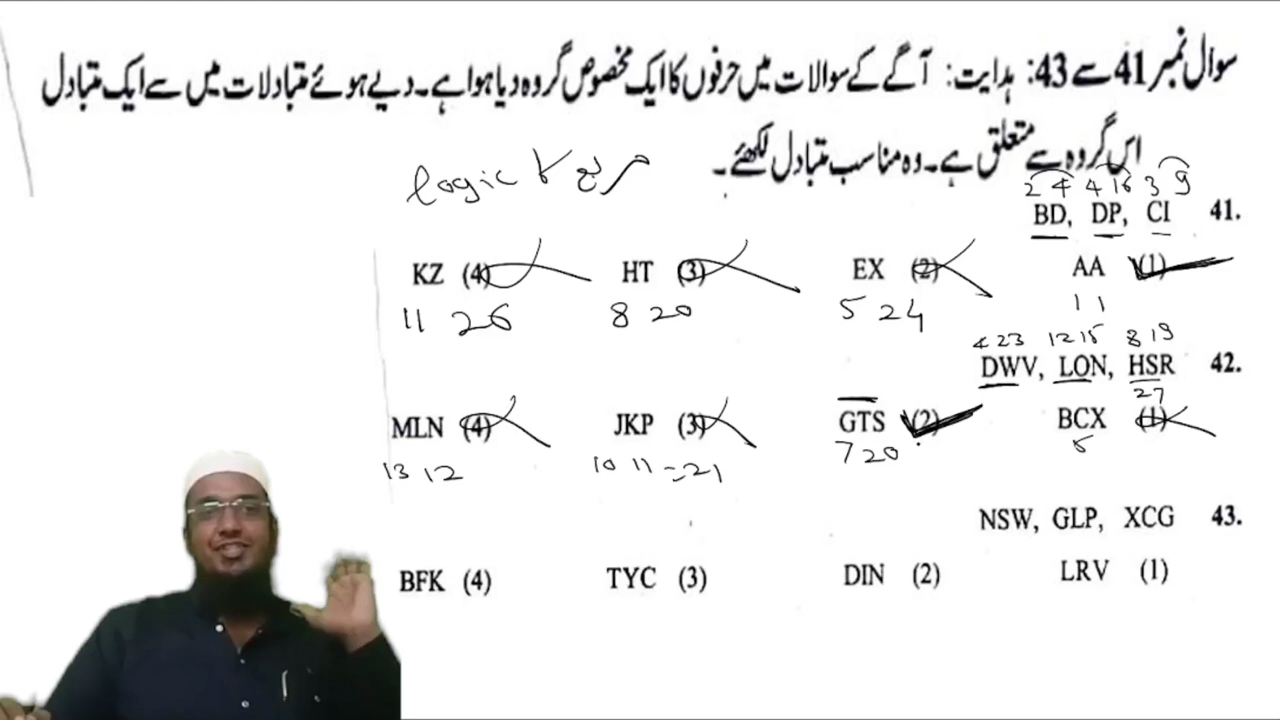 سوال نمبر 41 سے 43: ہدایت: آگے کے سوالات میں حرفوں کا ایک مخصوص گروہ دیا ہوا ہے۔ دیے ہوئے متبادلات میں سے ایک متبادل
اس گروہ سے متعلق ہے۔ وہ مناسب متبادل لکھئے۔
مربع کا logic
2 4 4 16 3 9
41. BD, DP, CI
(1) AA (2) EX (3) HT (4) KZ
1 1 5 24 8 20 11 26
4 23 12 15 8 19
42. DWV, LON, HSR
27
(1) BCX (2) GTS (3) JKP (4) MLN
5 7 20 10 11 = 21 13 12
43. NSW, GLP, XCG
(1) LRV (2) DIN (3) TYC (4) BFK